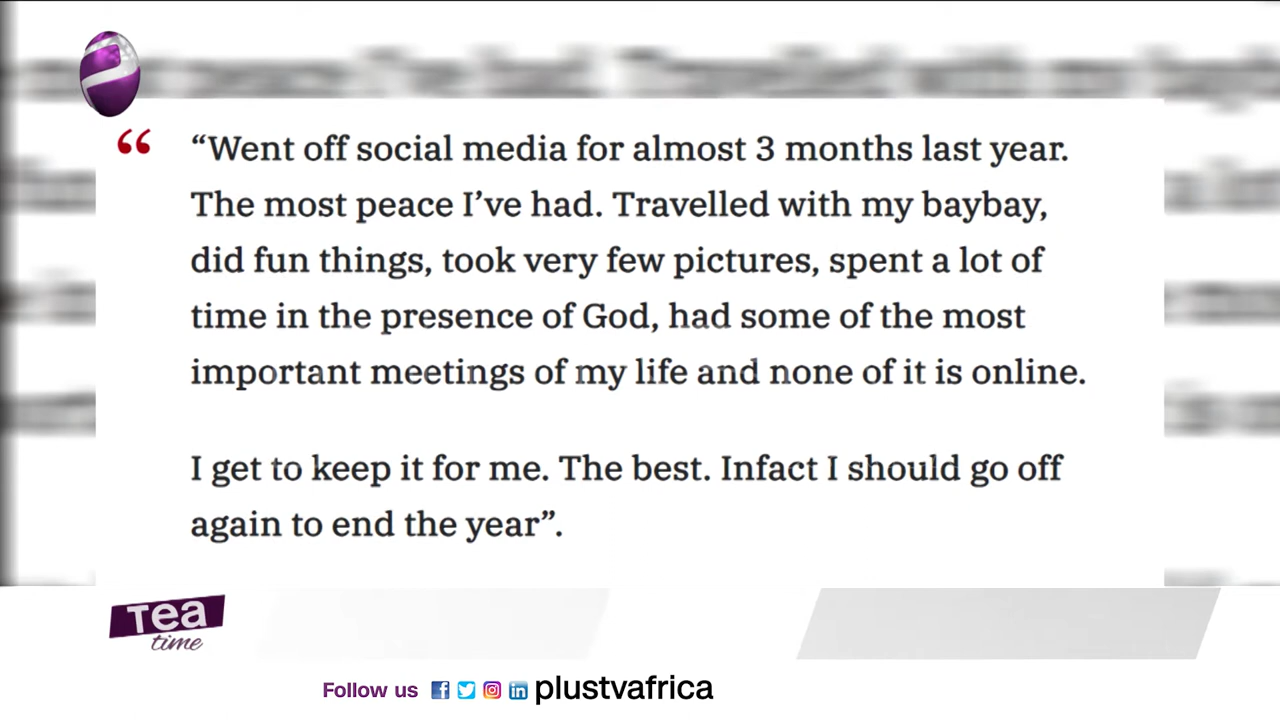 “Went off social media for almost 3 months last year.
The most peace I’ve had. Travelled with my baybay,
did fun things, took very few pictures, spent a lot of
time in the presence of God, had some of the most
important meetings of my life and none of it is online.
I get to keep it for me. The best. Infact I should go off
again to end the year”.
Tea
time
Follow us plustvafrica